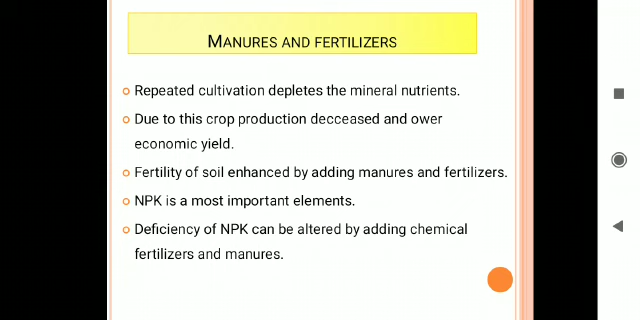 MANURES AND FERTILIZERS
Repeated cultivation depletes the mineral nutrients.
Due to this crop production decceased and ower
economic yield.
Fertility of soil enhanced by adding manures and fertilizers.
NPK is a most important elements.
Deficiency of NPK can be altered by adding chemical
fertilizers and manures.